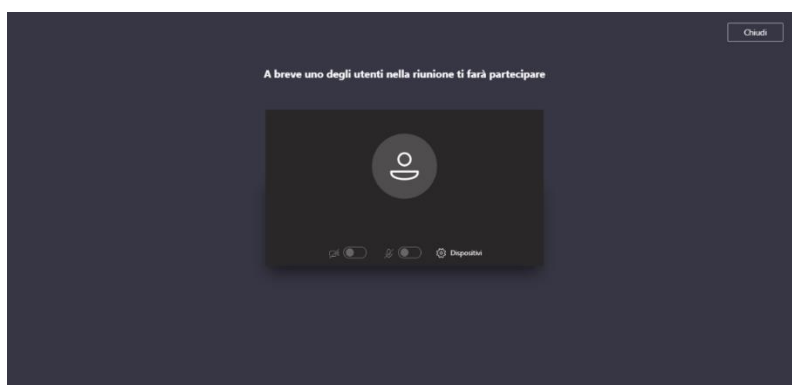 Chiudi
A breve uno degli utenti nella riunione ti farà partecipare
Dispositivi